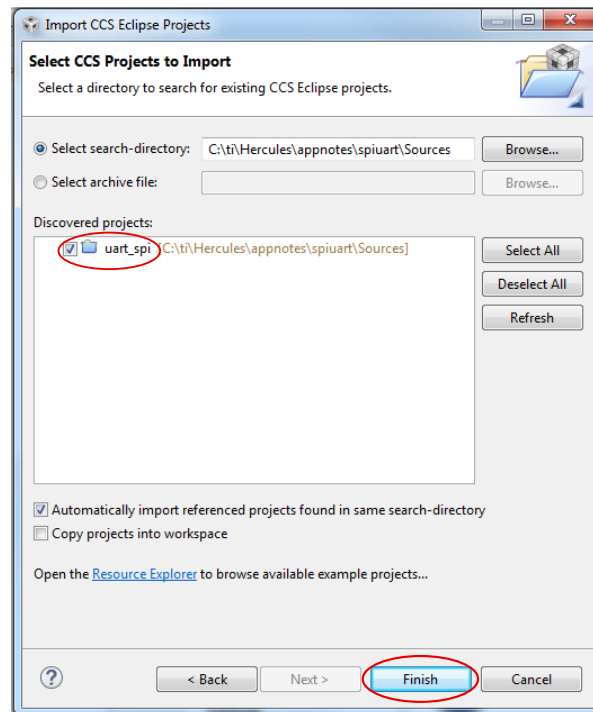 Import CCS Eclipse Projects
Select CCS Projects to Import
Select a directory to search for existing CCS Eclipse projects.
Select search-directory: C:\ti\Hercules\appnotes\spiuart\Sources Browse...
Select archive file: Browse...
Discovered projects:
uart_spi [C:\ti\Hercules\appnotes\spiuart\Sources] Select All
Deselect All
Refresh
Automatically import referenced projects found in same search-directory
Copy projects into workspace
Open the Resource Explorer to browse available example projects...
? < Back Next > Finish Cancel